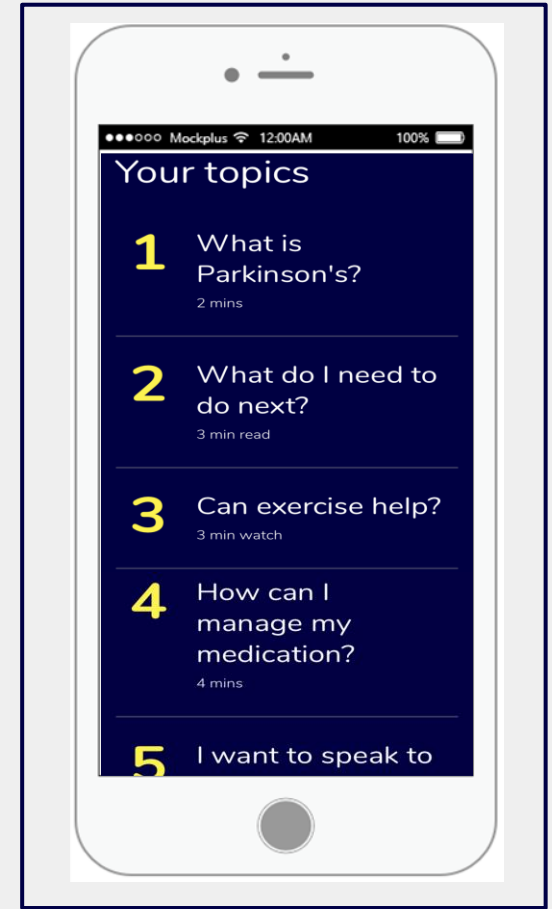 Mockplus 12:00AM 100%
Your topics
1 What is
Parkinson's?
2 mins
2 What do I need to
do next?
3 min read
3 Can exercise help?
3 min watch
4 How can I
manage my
medication?
4 mins
5 I want to speak to